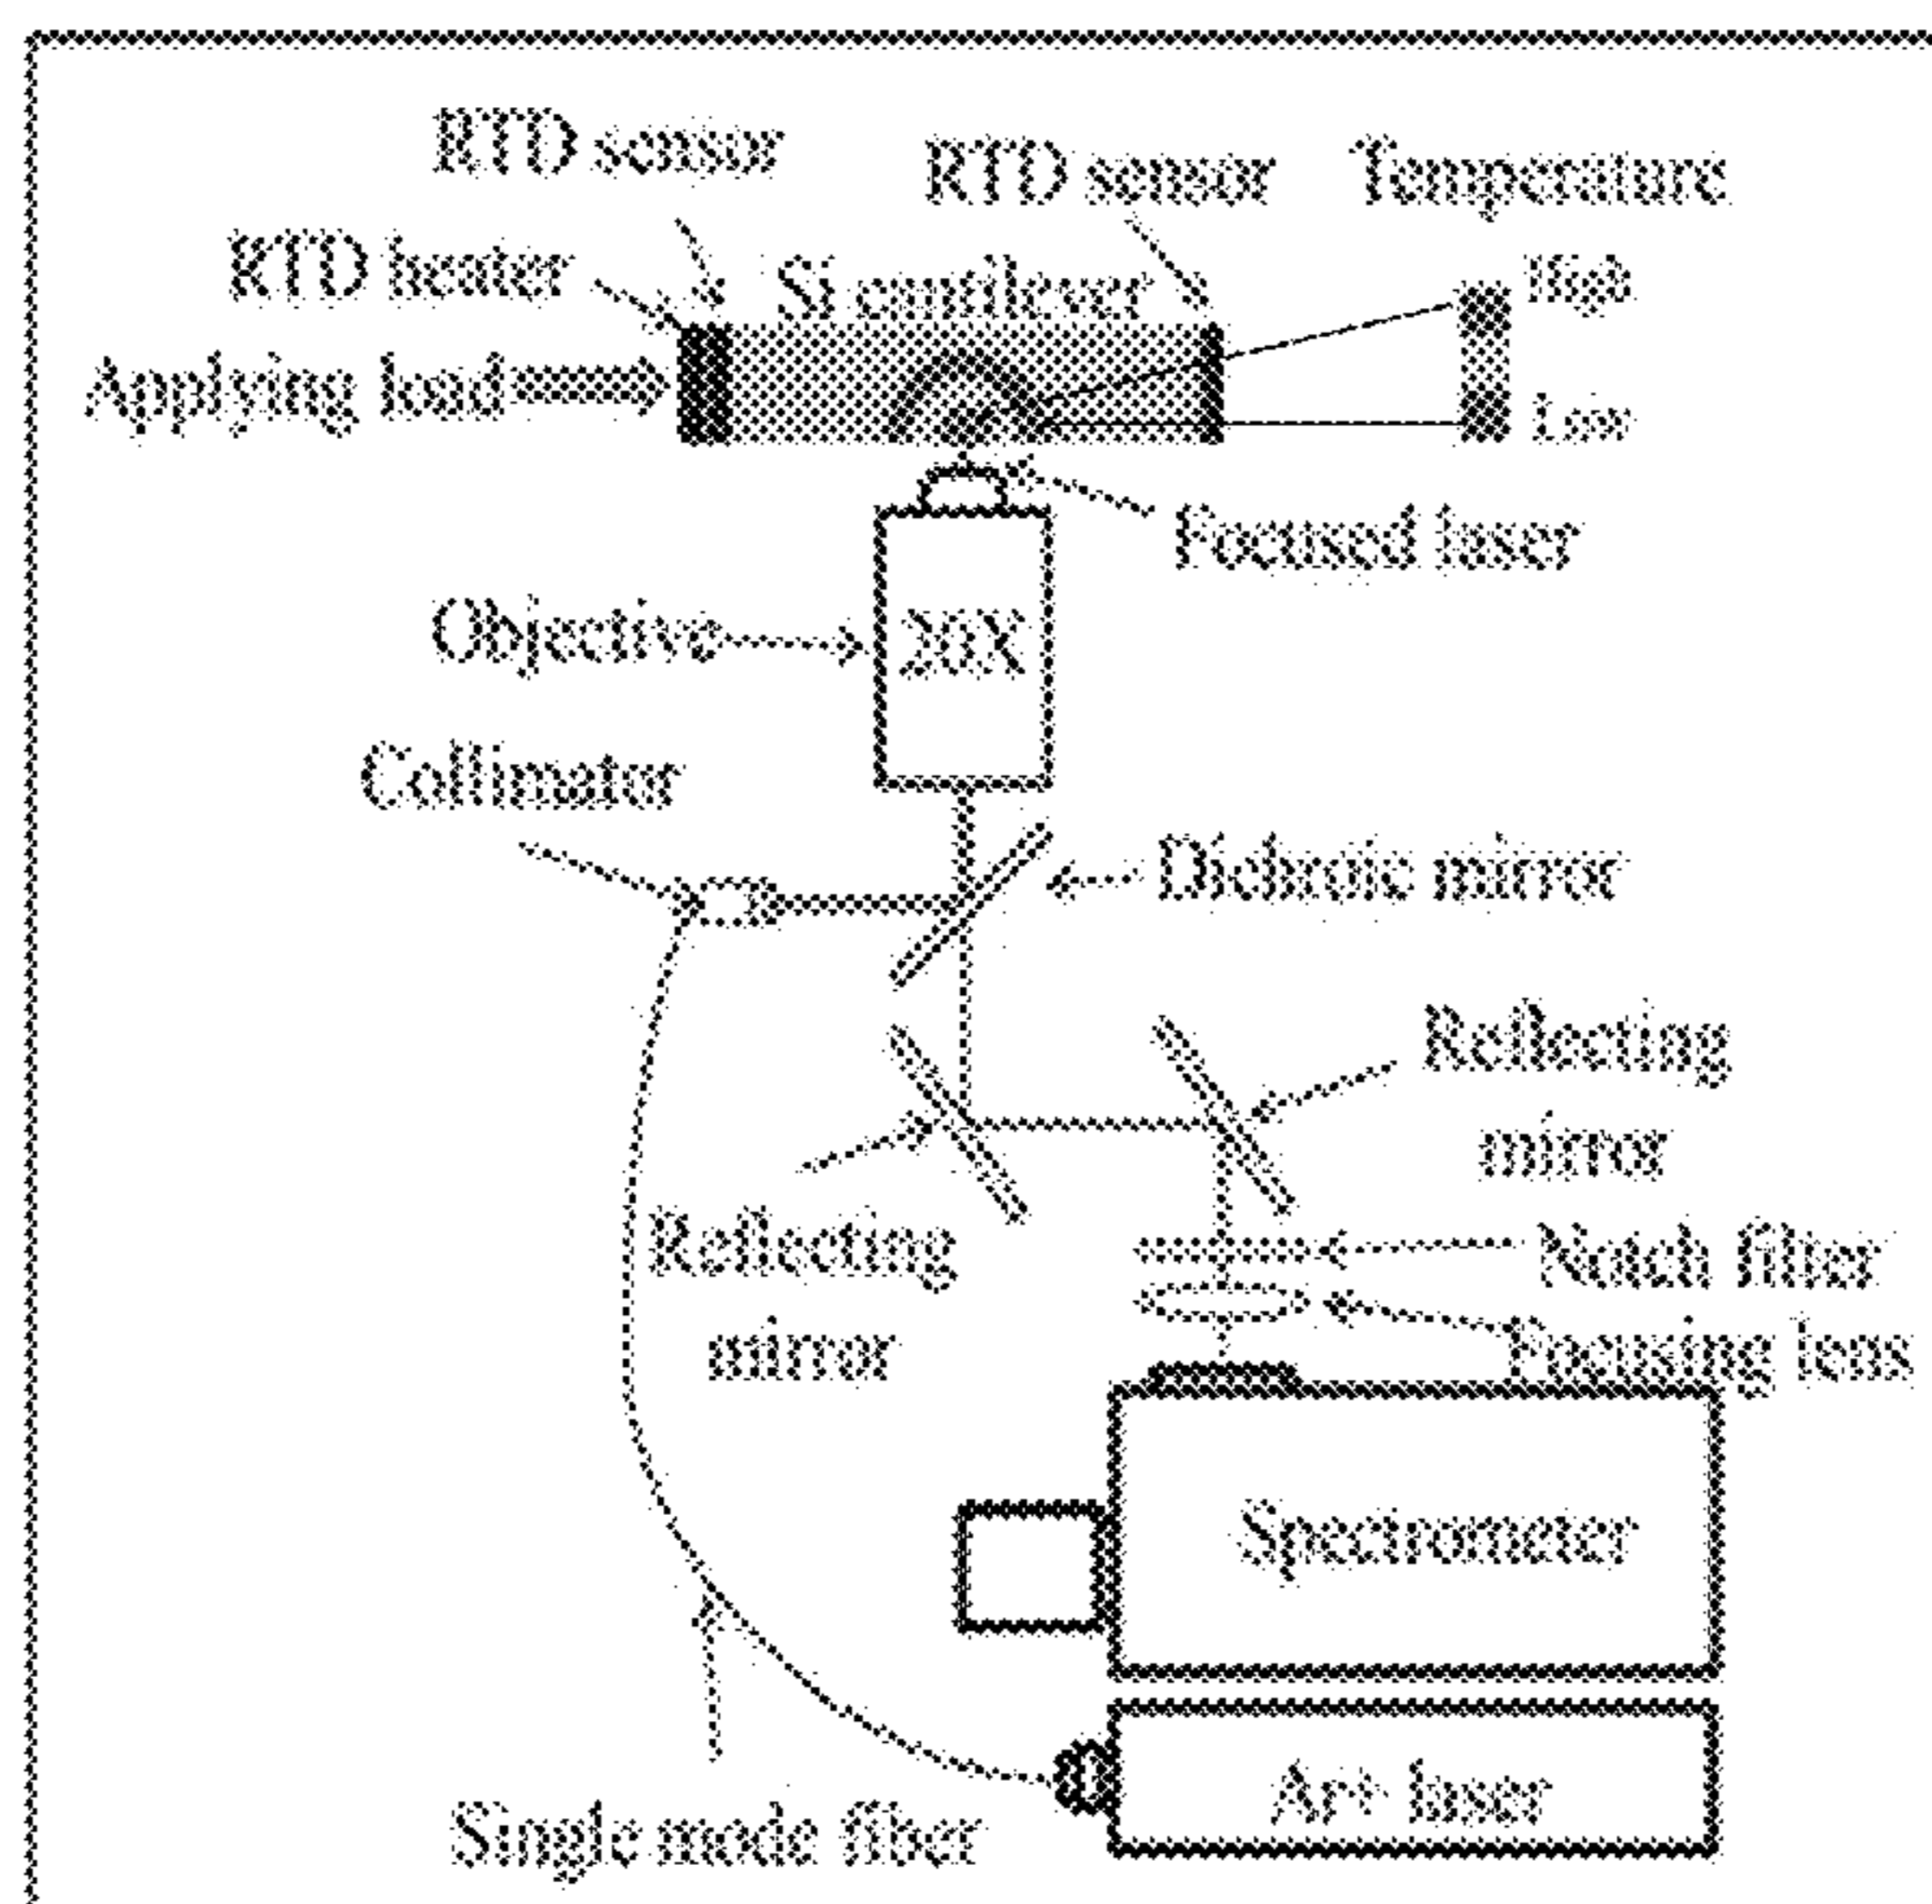 RTD sensor
RTD sensor
Temperature
RTD heater
Si cantilever
High
Applying load
Low
Focused laser
Objective
20X
Collimator
Dichroic mirror
Reflecting
mirror
Reflecting
mirror
Notch filter
Focusing lens
Spectrometer
Ar+ laser
Single mode fiber